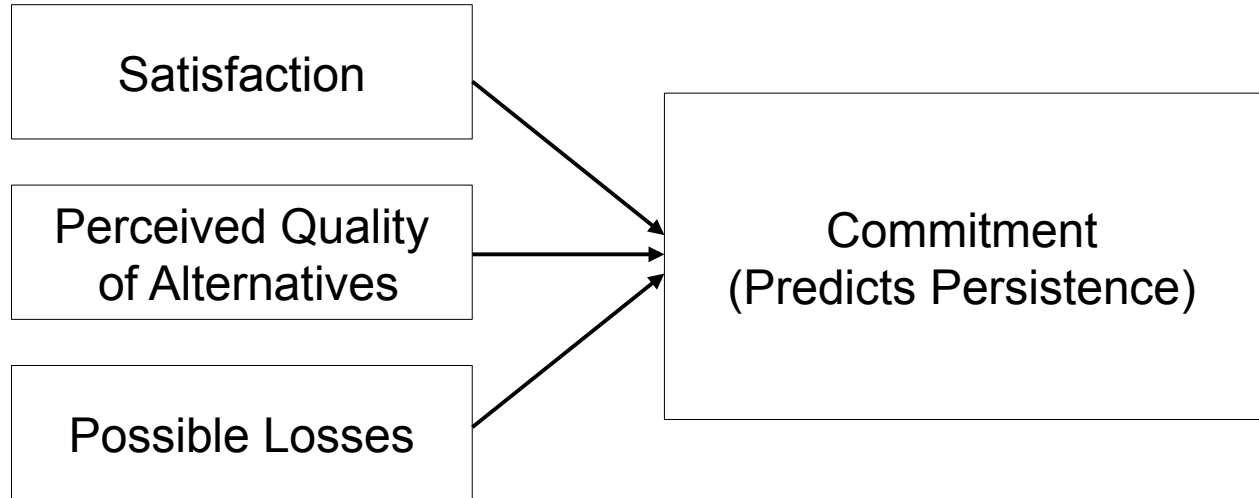 Satisfaction
Perceived Quality
of Alternatives
Possible Losses
Commitment
(Predicts Persistence)